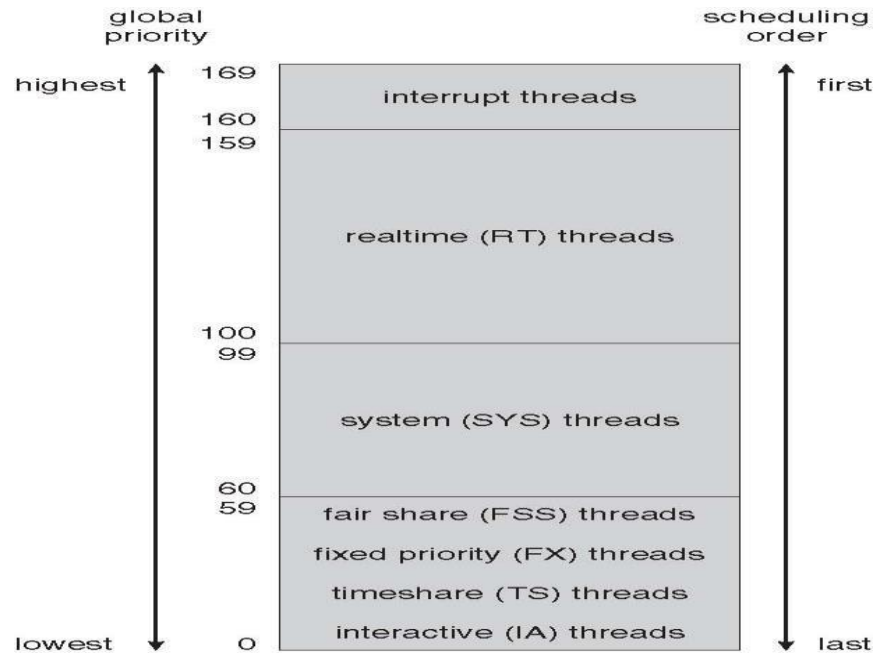 global
priority
scheduling
order
highest
169
interrupt threads
first
160
159
realtime (RT) threads
100
99
system (SYS) threads
60
59
fair share (FSS) threads
fixed priority (FX) threads
timeshare (TS) threads
lowest
0
interactive (IA) threads
last